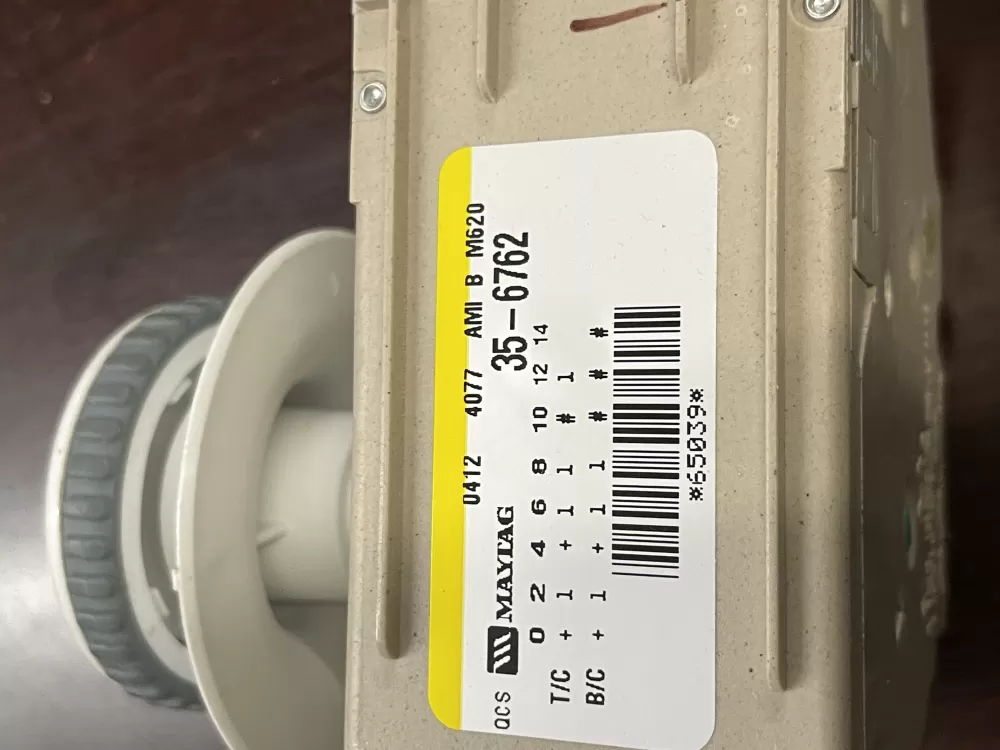 0412 4077 AMI B M620
QCS MAYTAG 35-6762
0 2 4 6 8 10 12 14
T/C + 1 + 1 1 # 1
B/C + 1 + 1 1 # # #
*65039*